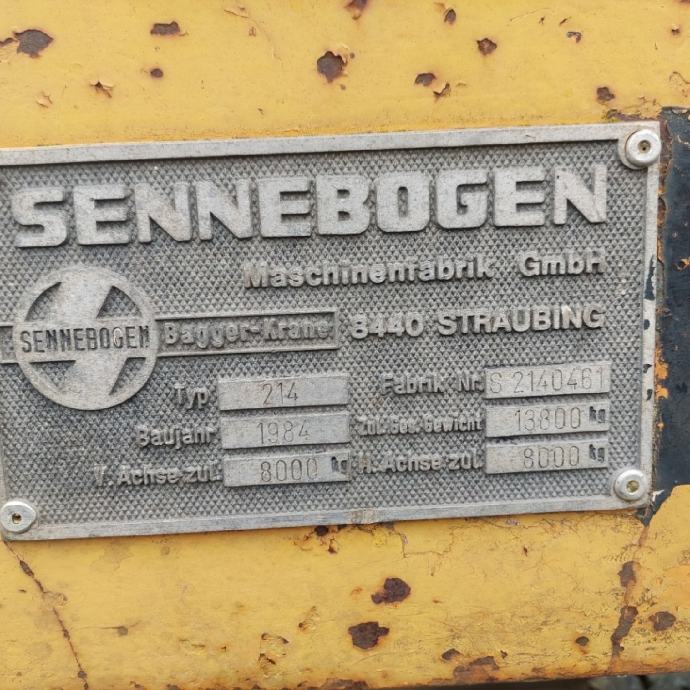 SENNEBOGEN
Maschinenfabrik GmbH
SENNEBOGEN Bagger-Krane 8440 STRAUBING
Typ 214 Fabrik. Nr. S 2140461
Baujahr 1984 Zul. Ges. Gewicht 13800 kg
V. Achse zul. 8000 kg H. Achse zul. 8000 kg